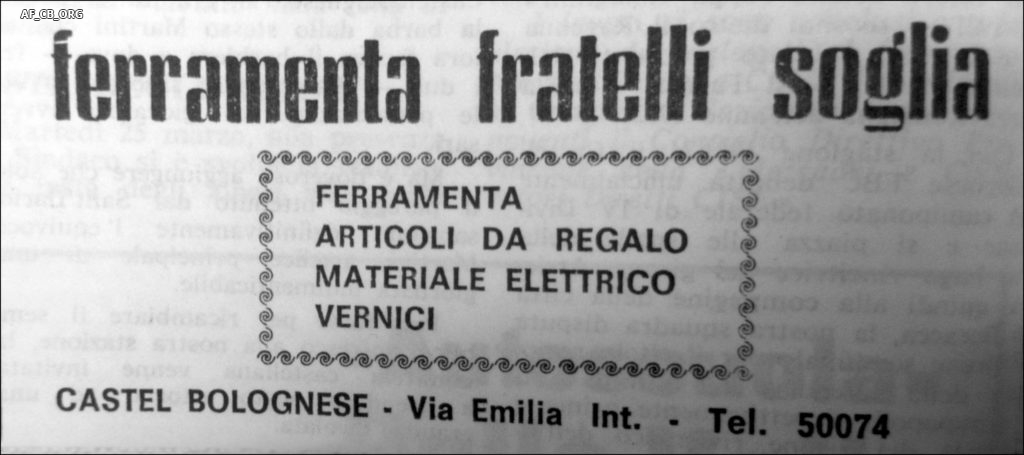 AF_CB_ORG
ferramenta fratelli soglia
FERRAMENTA
ARTICOLI DA REGALO
MATERIALE ELETTRICO
VERNICI
CASTEL BOLOGNESE - Via Emilia Int. - Tel. 50074